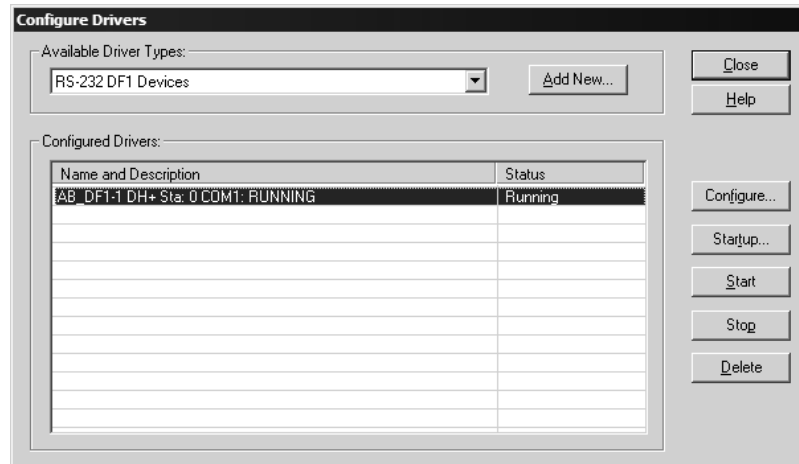 Configure Drivers
Available Driver Types:
RS-232 DF1 Devices
Add New...
Close
Help
Configured Drivers:
Name and Description Status
AB_DF1-1 DH+ Sta: 0 COM1: RUNNING Running
Configure...
Startup...
Start
Stop
Delete